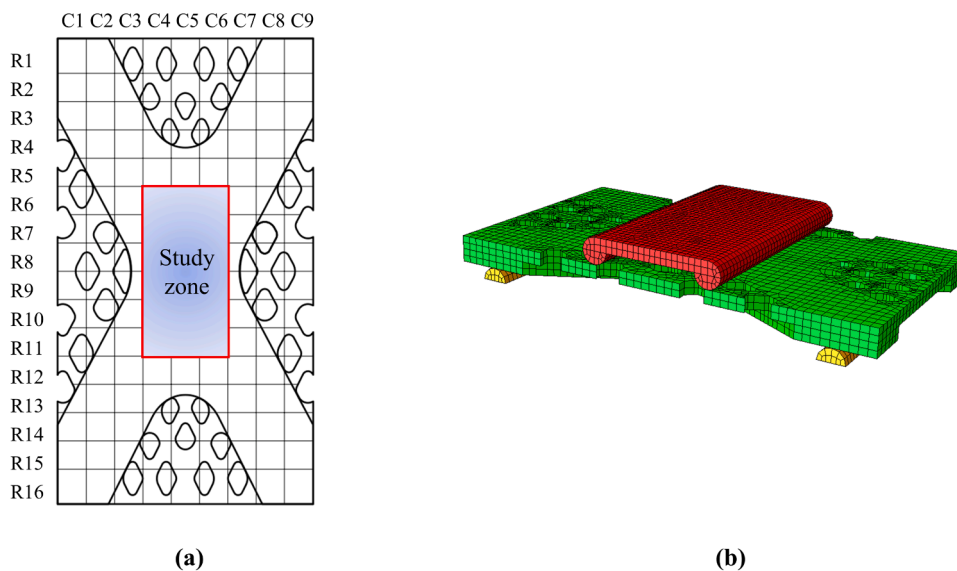 C1 C2 C3 C4 C5 C6 C7 C8 C9
R1
R2
R3
R4
R5
R6
R7
R8
R9
R10
R11
R12
R13
R14
R15
R16
Study
zone
(a)
(b)